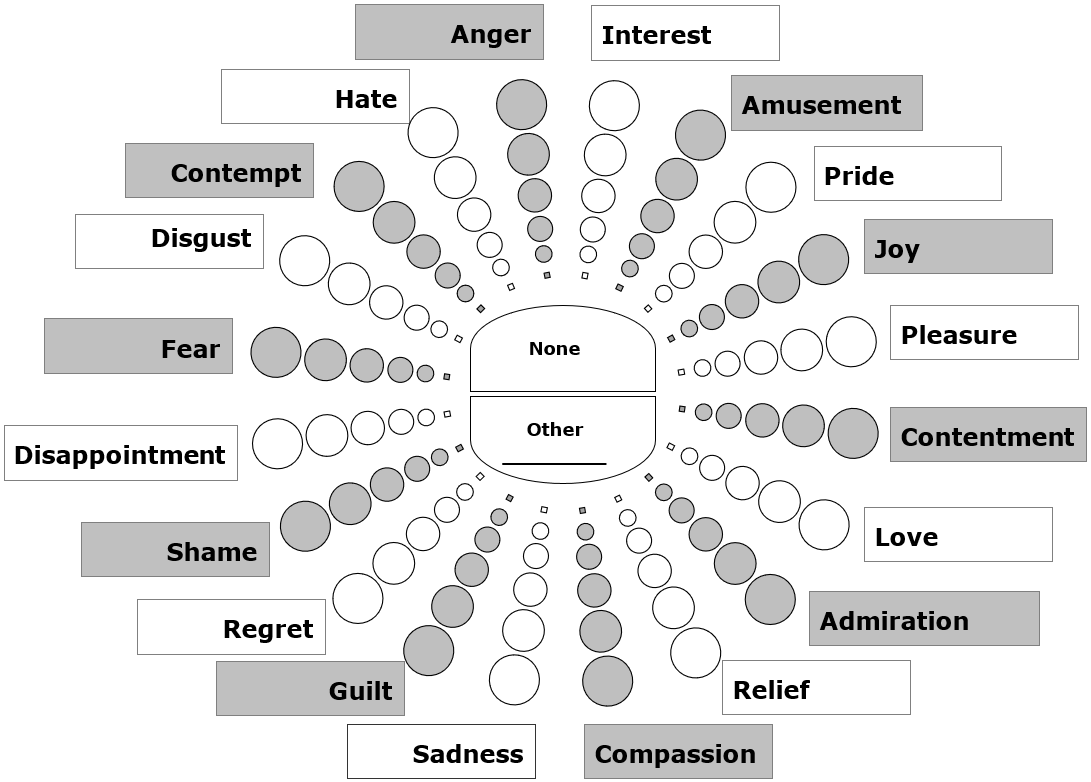 Anger
Interest
Hate
Amusement
Contempt
Pride
Disgust
Joy
Fear
Pleasure
None
Other
Disappointment
Contentment
Shame
Love
Regret
Admiration
Guilt
Relief
Sadness
Compassion